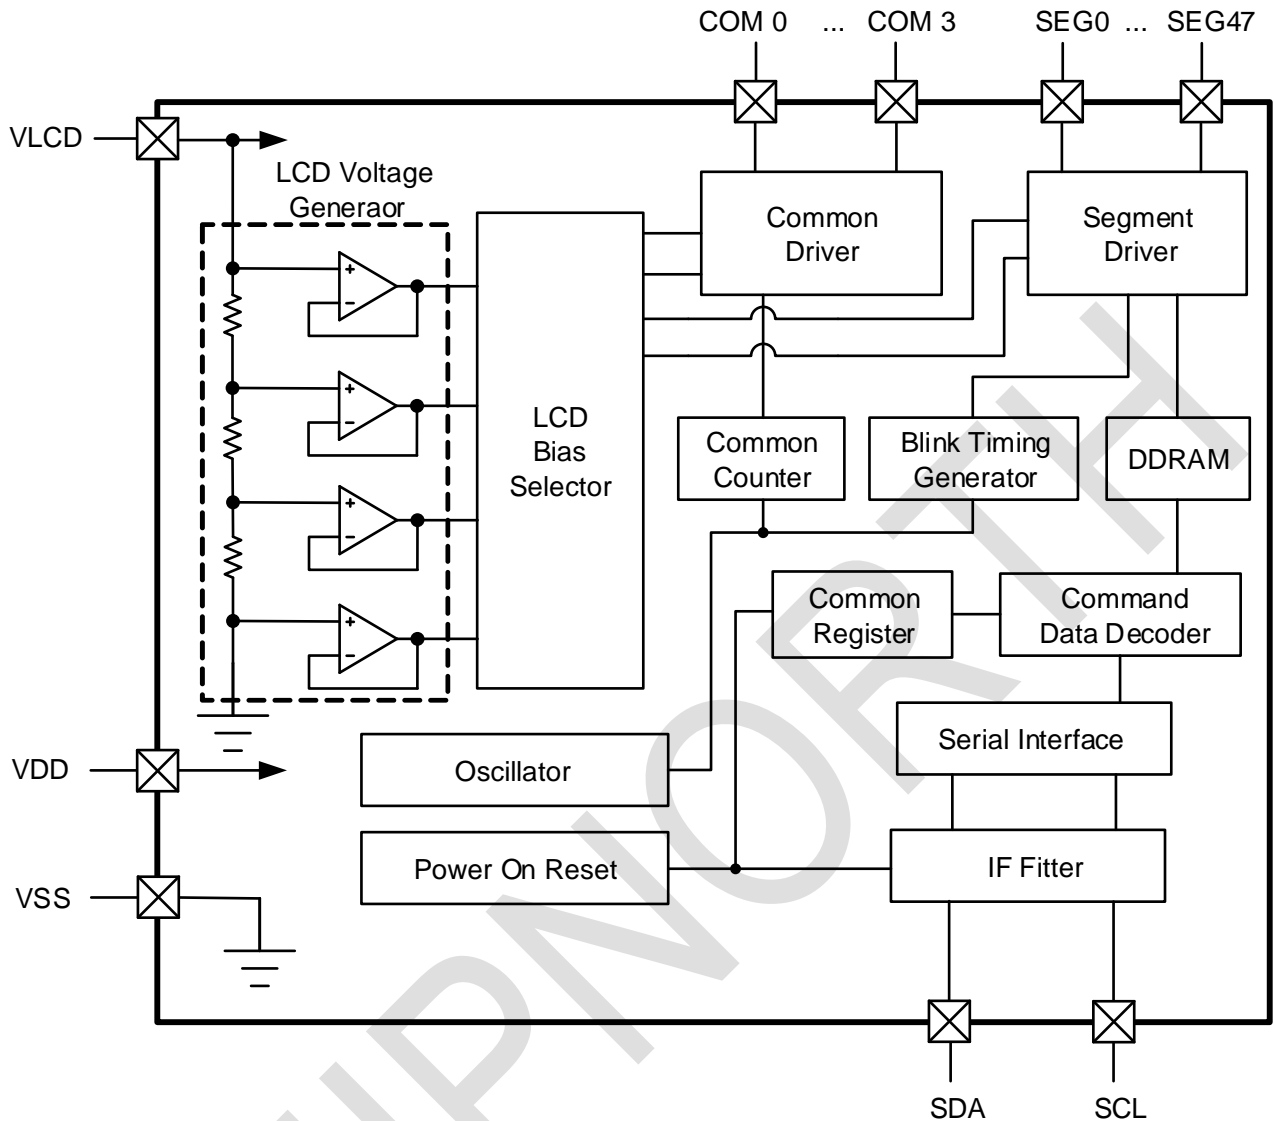 COM 0 ... COM 3 SEG0 ... SEG47
VLCD
LCD Voltage
Generaor
Common
Driver
Segment
Driver
+
−
+
−
+
−
+
−
LCD
Bias
Selector
Common
Counter
Blink Timing
Generator
DDRAM
Common
Register
Command
Data Decoder
Serial Interface
VDD
Oscillator
Power On Reset
IF Fitter
VSS
SDA
SCL